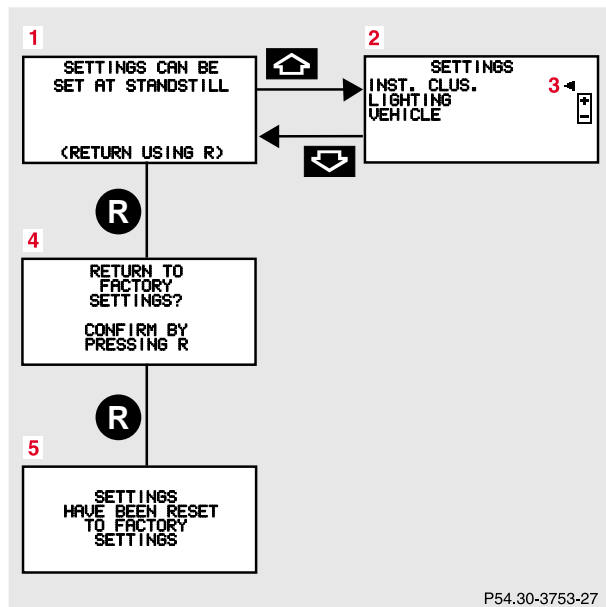 1
SETTINGS CAN BE
SET AT STANDSTILL
(RETURN USING R)
2
SETTINGS
INST. CLUS.
LIGHTING
VEHICLE
3
+
-
R
4
RETURN TO
FACTORY
SETTINGS?
CONFIRM BY
PRESSING R
R
5
SETTINGS
HAVE BEEN RESET
TO FACTORY
SETTINGS
P54.30-3753-27